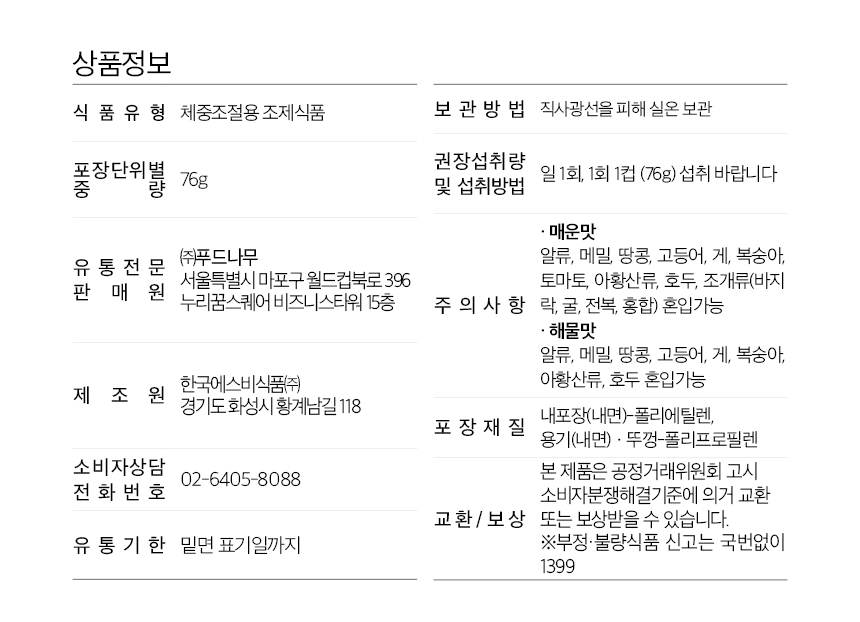 상품정보
식품유형 체중조절용 조제식품
포장단위별
중량 76g
유통전문
판매원
㈜푸드나무
서울특별시 마포구 월드컵북로 396
누리꿈스퀘어 비즈니스타워 15층
제조원
한국에스비식품㈜
경기도 화성시 황계남길 118
소비자상담
전화번호 02-6405-8088
유통기한 밑면 표기일까지
보관방법 직사광선을 피해 실온 보관
권장섭취량
및 섭취방법 일 1회, 1회 1컵 (76g) 섭취 바랍니다
주의사항
· 매운맛
알류, 메밀, 땅콩, 고등어, 게, 복숭아,
토마토, 아황산류, 호두, 조개류(바지
락, 굴, 전복, 홍합) 혼입가능
· 해물맛
알류, 메밀, 땅콩, 고등어, 게, 복숭아,
아황산류, 호두 혼입가능
포장재질
내포장(내면)-폴리에틸렌,
용기(내면) · 뚜껑-폴리프로필렌
교환/보상
본 제품은 공정거래위원회 고시
소비자분쟁해결기준에 의거 교환
또는 보상받을 수 있습니다.
※부정·불량식품 신고는 국번없이
1399